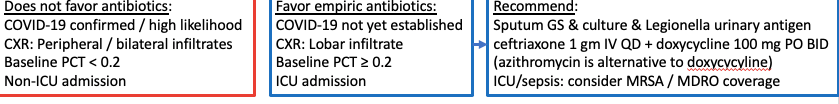 Does not favor antibiotics:
COVID-19 confirmed / high likelihood
CXR: Peripheral / bilateral infiltrates
Baseline PCT < 0.2
Non-ICU admission
Favor empiric antibiotics:
COVID-19 not yet established
CXR: Lobar infiltrate
Baseline PCT ≥ 0.2
ICU admission
Recommend:
Sputum GS & culture & Legionella urinary antigen
ceftriaxone 1 gm IV QD + doxycycline 100 mg PO BID
(azithromycin is alternative to doxycycyline)
ICU/sepsis: consider MRSA / MDRO coverage